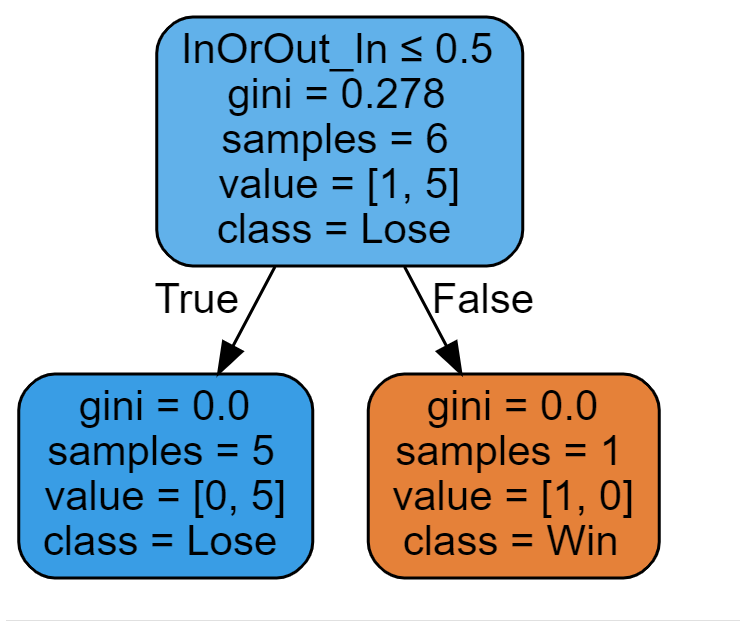 InOrOut_In ≤ 0.5
gini = 0.278
samples = 6
value = [1, 5]
class = Lose
True
False
gini = 0.0
samples = 5
value = [0, 5]
class = Lose
gini = 0.0
samples = 1
value = [1, 0]
class = Win